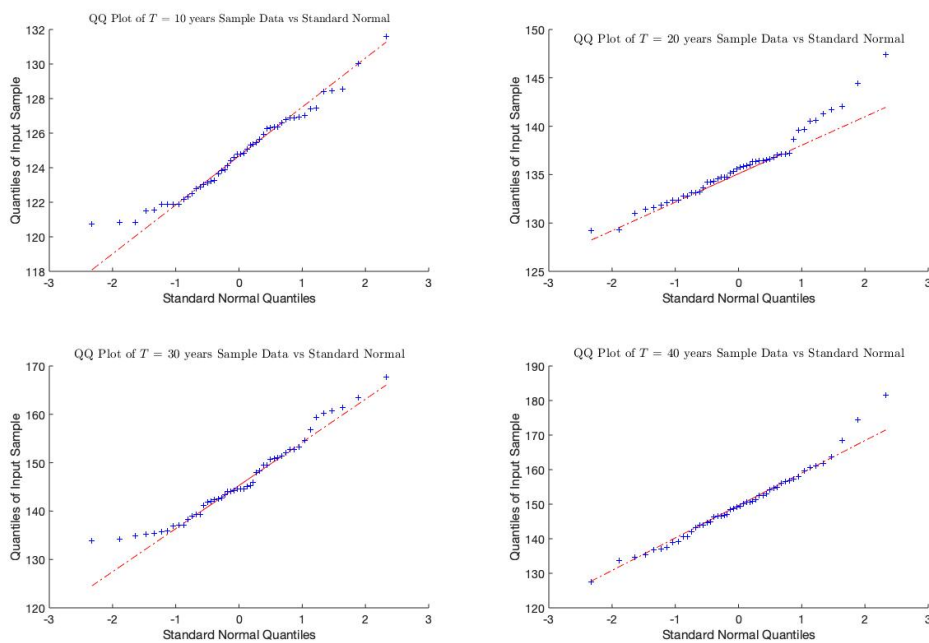 QQ Plot of T = 10 years Sample Data vs Standard Normal
132
130
128
126
124
122
120
118
Quantiles of Input Sample
-3 -2 -1 0 1 2 3
Standard Normal Quantiles
QQ Plot of T = 20 years Sample Data vs Standard Normal
150
145
140
135
130
125
Quantiles of Input Sample
-3 -2 -1 0 1 2 3
Standard Normal Quantiles
QQ Plot of T = 30 years Sample Data vs Standard Normal
170
160
150
140
130
120
Quantiles of Input Sample
-3 -2 -1 0 1 2 3
Standard Normal Quantiles
QQ Plot of T = 40 years Sample Data vs Standard Normal
190
180
170
160
150
140
130
120
Quantiles of Input Sample
-3 -2 -1 0 1 2 3
Standard Normal Quantiles